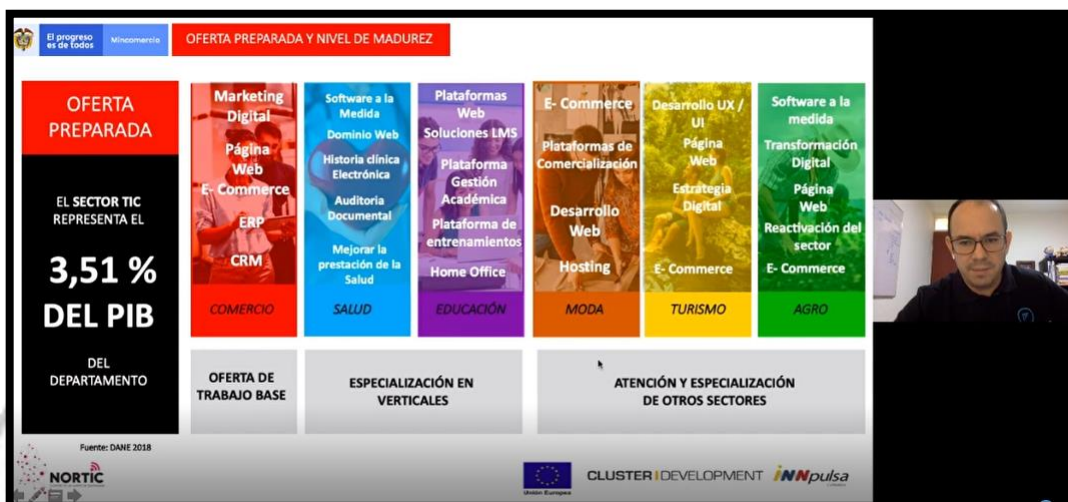 El progreso
es de todos
Mincomercio
OFERTA PREPARADA Y NIVEL DE MADUREZ
OFERTA
PREPARADA
EL SECTOR TIC
REPRESENTA EL
3,51 %
DEL PIB
DEL
DEPARTAMENTO
Marketing
Digital
Página
Web
E- Commerce
ERP
CRM
COMERCIO
Software a la
Medida
Dominio Web
Historia clínica
Electrónica
Auditoria
Documental
Mejorar la
prestación de la
Salud
SALUD
Plataformas
Web
Soluciones LMS
Plataforma
Gestión
Académica
Plataforma de
entrenamientos
Home Office
EDUCACIÓN
E- Commerce
Plataformas de
Comercialización
Desarrollo
Web
Hosting
MODA
Desarrollo UX /
UI
Página
Web
Estrategia
Digital
E- Commerce
TURISMO
Software a la
medida
Transformación
Digital
Página
Web
Reactivación del
sector
E- Commerce
AGRO
OFERTA DE
TRABAJO BASE
ESPECIALIZACIÓN EN
VERTICALES
ATENCIÓN Y ESPECIALIZACIÓN
DE OTROS SECTORES
Fuente: DANE 2018
NORTIC
Unión Europea
CLUSTER DEVELOPMENT
iNNpulsa